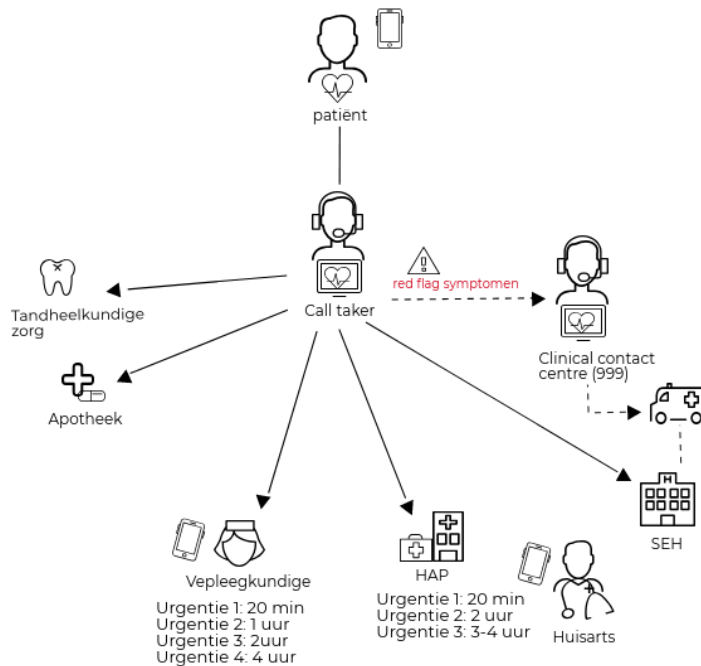 patiënt
Call taker
red flag symptomen
Clinical contact
centre (999)
Tandheelkundige
zorg
Apotheek
H
SEH
Vepleegkundige
Urgentie 1: 20 min
Urgentie 2: 1 uur
Urgentie 3: 2uur
Urgentie 4: 4 uur
HAP
Urgentie 1: 20 min
Urgentie 2: 2 uur
Urgentie 3: 3-4 uur
Huisarts